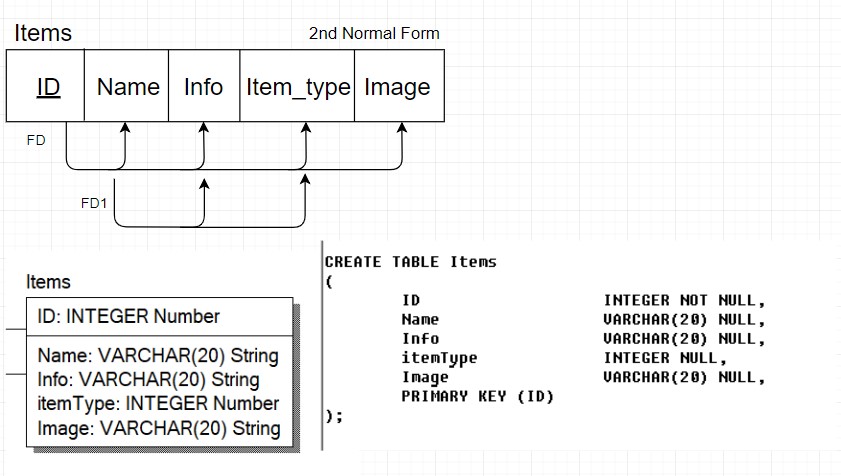 Items
2nd Normal Form
ID Name Info Item_type Image
FD
FD1
Items
ID: INTEGER Number
Name: VARCHAR(20) String
Info: VARCHAR(20) String
itemType: INTEGER Number
Image: VARCHAR(20) String
CREATE TABLE Items
(
ID INTEGER NOT NULL,
Name VARCHAR(20) NULL,
Info VARCHAR(20) NULL,
itemType INTEGER NULL,
Image VARCHAR(20) NULL,
PRIMARY KEY (ID)
);